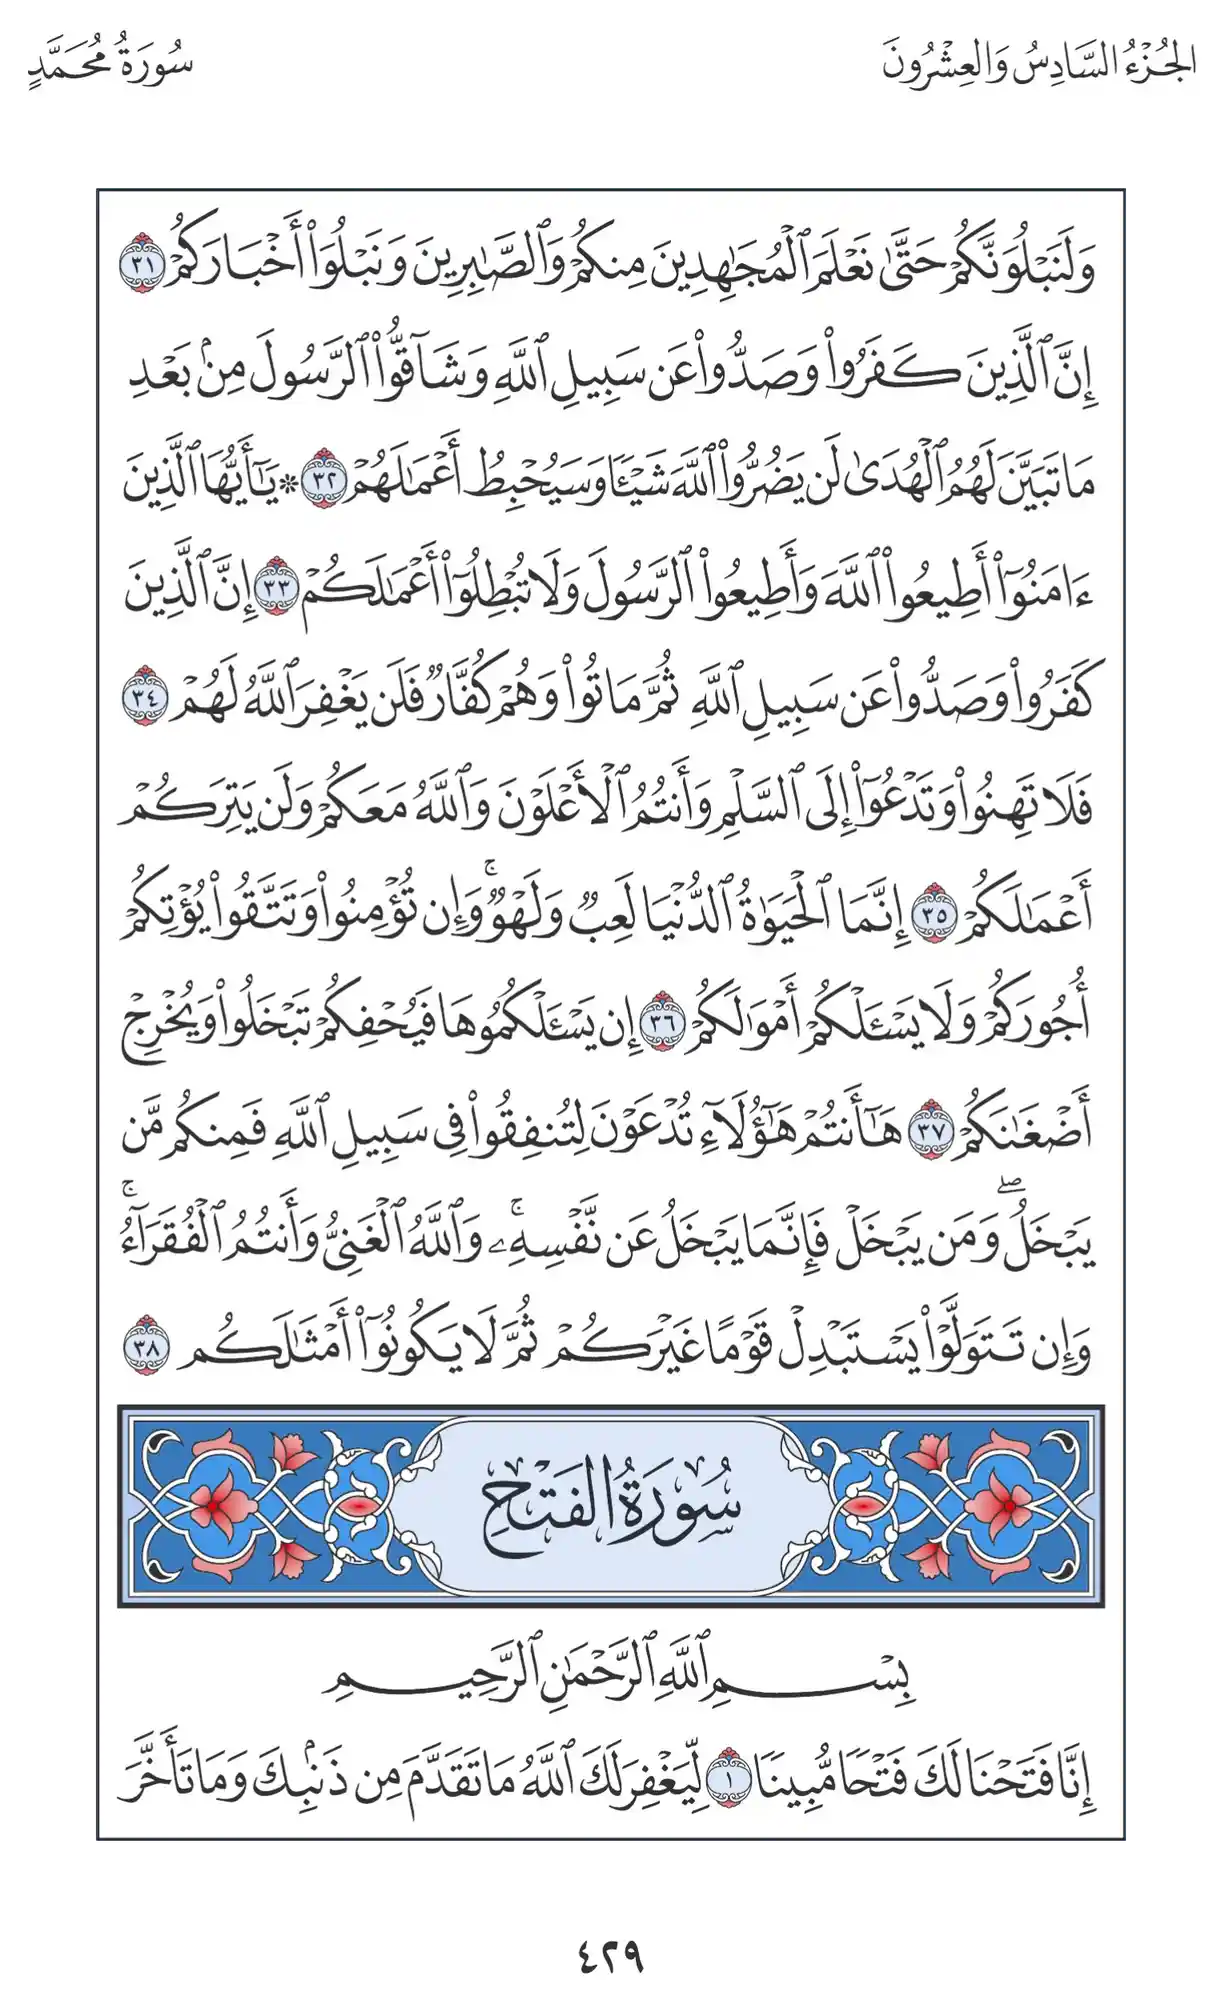 الجُزْءُ السَّادِسُ وَالعِشْرُونَ
سُورَةُ مُحَمَّدٍ
وَلَنَبْلُوَنَّكُمْ حَتَّىٰ نَعْلَمَ ٱلْمُجَٰهِدِينَ مِنكُمْ وَٱلصَّٰبِرِينَ وَنَبْلُوَا۟ أَخْبَارَكُمْ ٣١
إِنَّ ٱلَّذِينَ كَفَرُوا۟ وَصَدُّوا۟ عَن سَبِيلِ ٱللَّهِ وَشَآقُّوا۟ ٱلرَّسُولَ مِنۢ بَعْدِ
مَا تَبَيَّنَ لَهُمُ ٱلْهُدَىٰ لَن يَضُرُّوا۟ ٱللَّهَ شَيْـًٔا وَسَيُحْبِطُ أَعْمَٰلَهُمْ ٣٢ * يَٰٓأَيُّهَا ٱلَّذِينَ
ءَامَنُوٓا۟ أَطِيعُوا۟ ٱللَّهَ وَأَطِيعُوا۟ ٱلرَّسُولَ وَلَا تُبْطِلُوٓا۟ أَعْمَٰلَكُمْ ٣٣ إِنَّ ٱلَّذِينَ
كَفَرُوا۟ وَصَدُّوا۟ عَن سَبِيلِ ٱللَّهِ ثُمَّ مَاتُوا۟ وَهُمْ كُفَّارٌ فَلَن يَغْفِرَ ٱللَّهُ لَهُمْ ٣٤
فَلَا تَهِنُوا۟ وَتَدْعُوٓا۟ إِلَى ٱلسَّلْمِ وَأَنتُمُ ٱلْأَعْلَوْنَ وَٱللَّهُ مَعَكُمْ وَلَن يَتِرَكُمْ
أَعْمَٰلَكُمْ ٣٥ إِنَّمَا ٱلْحَيَوٰةُ ٱلدُّنْيَا لَعِبٌ وَلَهْوٌ ۚ وَإِن تُؤْمِنُوا۟ وَتَتَّقُوا۟ يُؤْتِكُمْ
أُجُورَكُمْ وَلَا يَسْـَٔلْكُمْ أَمْوَٰلَكُمْ ٣٦ إِن يَسْـَٔلْكُمُوهَا فَيُحْفِكُمْ تَبْخَلُوا۟ وَيُخْرِجْ
أَضْغَٰنَكُمْ ٣٧ هَٰٓأَنتُمْ هَٰٓؤُلَآءِ تُدْعَوْنَ لِتُنفِقُوا۟ فِى سَبِيلِ ٱللَّهِ فَمِنكُم مَّن
يَبْخَلُ ۖ وَمَن يَبْخَلْ فَإِنَّمَا يَبْخَلُ عَن نَّفْسِهِۦ ۚ وَٱللَّهُ ٱلْغَنِىُّ وَأَنتُمُ ٱلْفُقَرَآءُ ۚ
وَإِن تَتَوَلَّوْا۟ يَسْتَبْدِلْ قَوْمًا غَيْرَكُمْ ثُمَّ لَا يَكُونُوٓا۟ أَمْثَٰلَكُم ٣٨
سُورَةُ الفَتْحِ
بِسْمِ ٱللَّهِ ٱلرَّحْمَٰنِ ٱلرَّحِيمِ
إِنَّا فَتَحْنَا لَكَ فَتْحًا مُّبِينًا ١ لِّيَغْفِرَ لَكَ ٱللَّهُ مَا تَقَدَّمَ مِن ذَنۢبِكَ وَمَا تَأَخَّرَ
٤٢٩